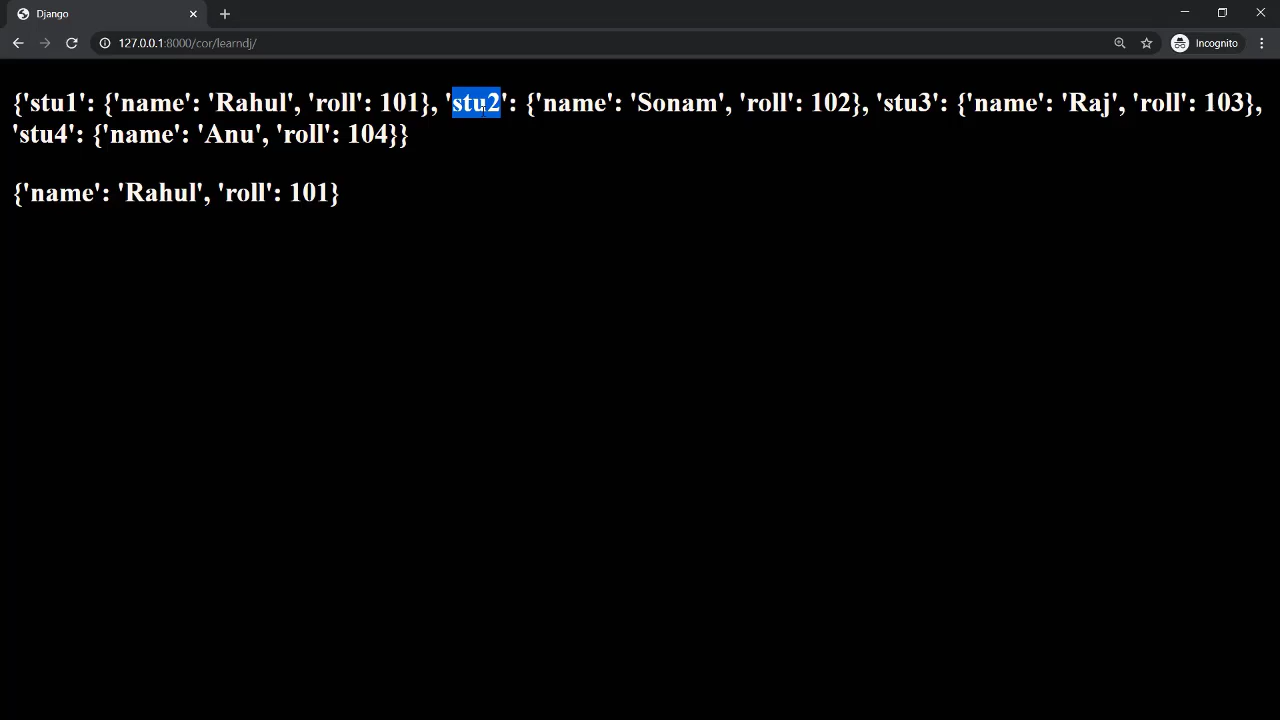 Django
127.0.0.1:8000/cor/learndj/
Incognito
{'stu1': {'name': 'Rahul', 'roll': 101}, 'stu2': {'name': 'Sonam', 'roll': 102}, 'stu3': {'name': 'Raj', 'roll': 103},
'stu4': {'name': 'Anu', 'roll': 104}}
{'name': 'Rahul', 'roll': 101}